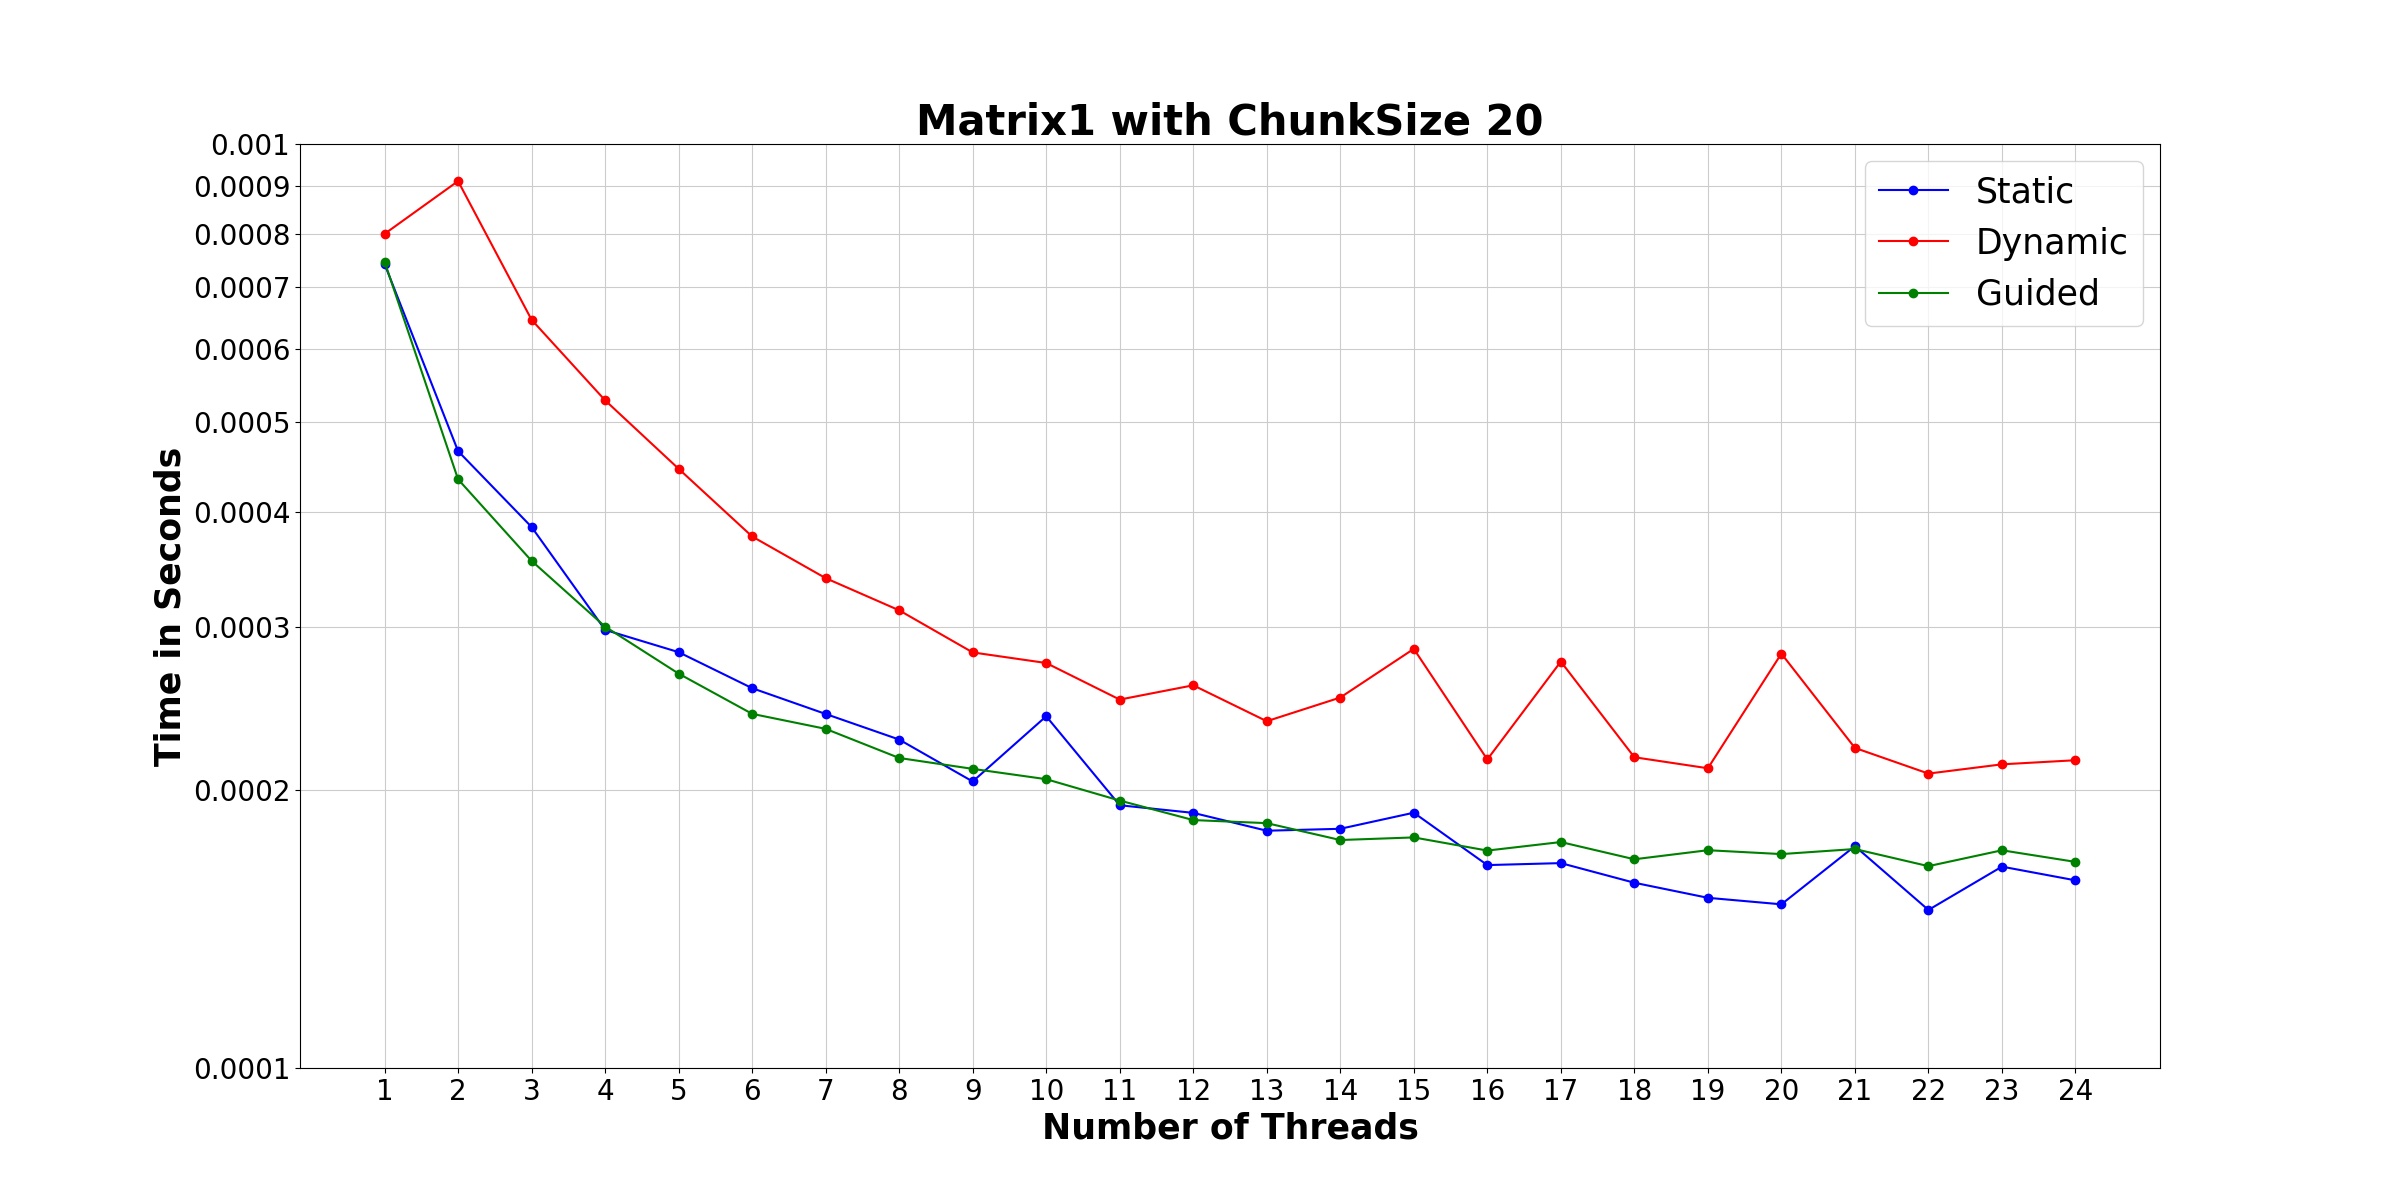 Matrix1 with ChunkSize 20
0.001
0.0009
0.0008
0.0007
0.0006
0.0005
0.0004
0.0003
0.0002
0.0001
Time in Seconds
Static
Dynamic
Guided
1 2 3 4 5 6 7 8 9 10 11 12 13 14 15 16 17 18 19 20 21 22 23 24
Number of Threads